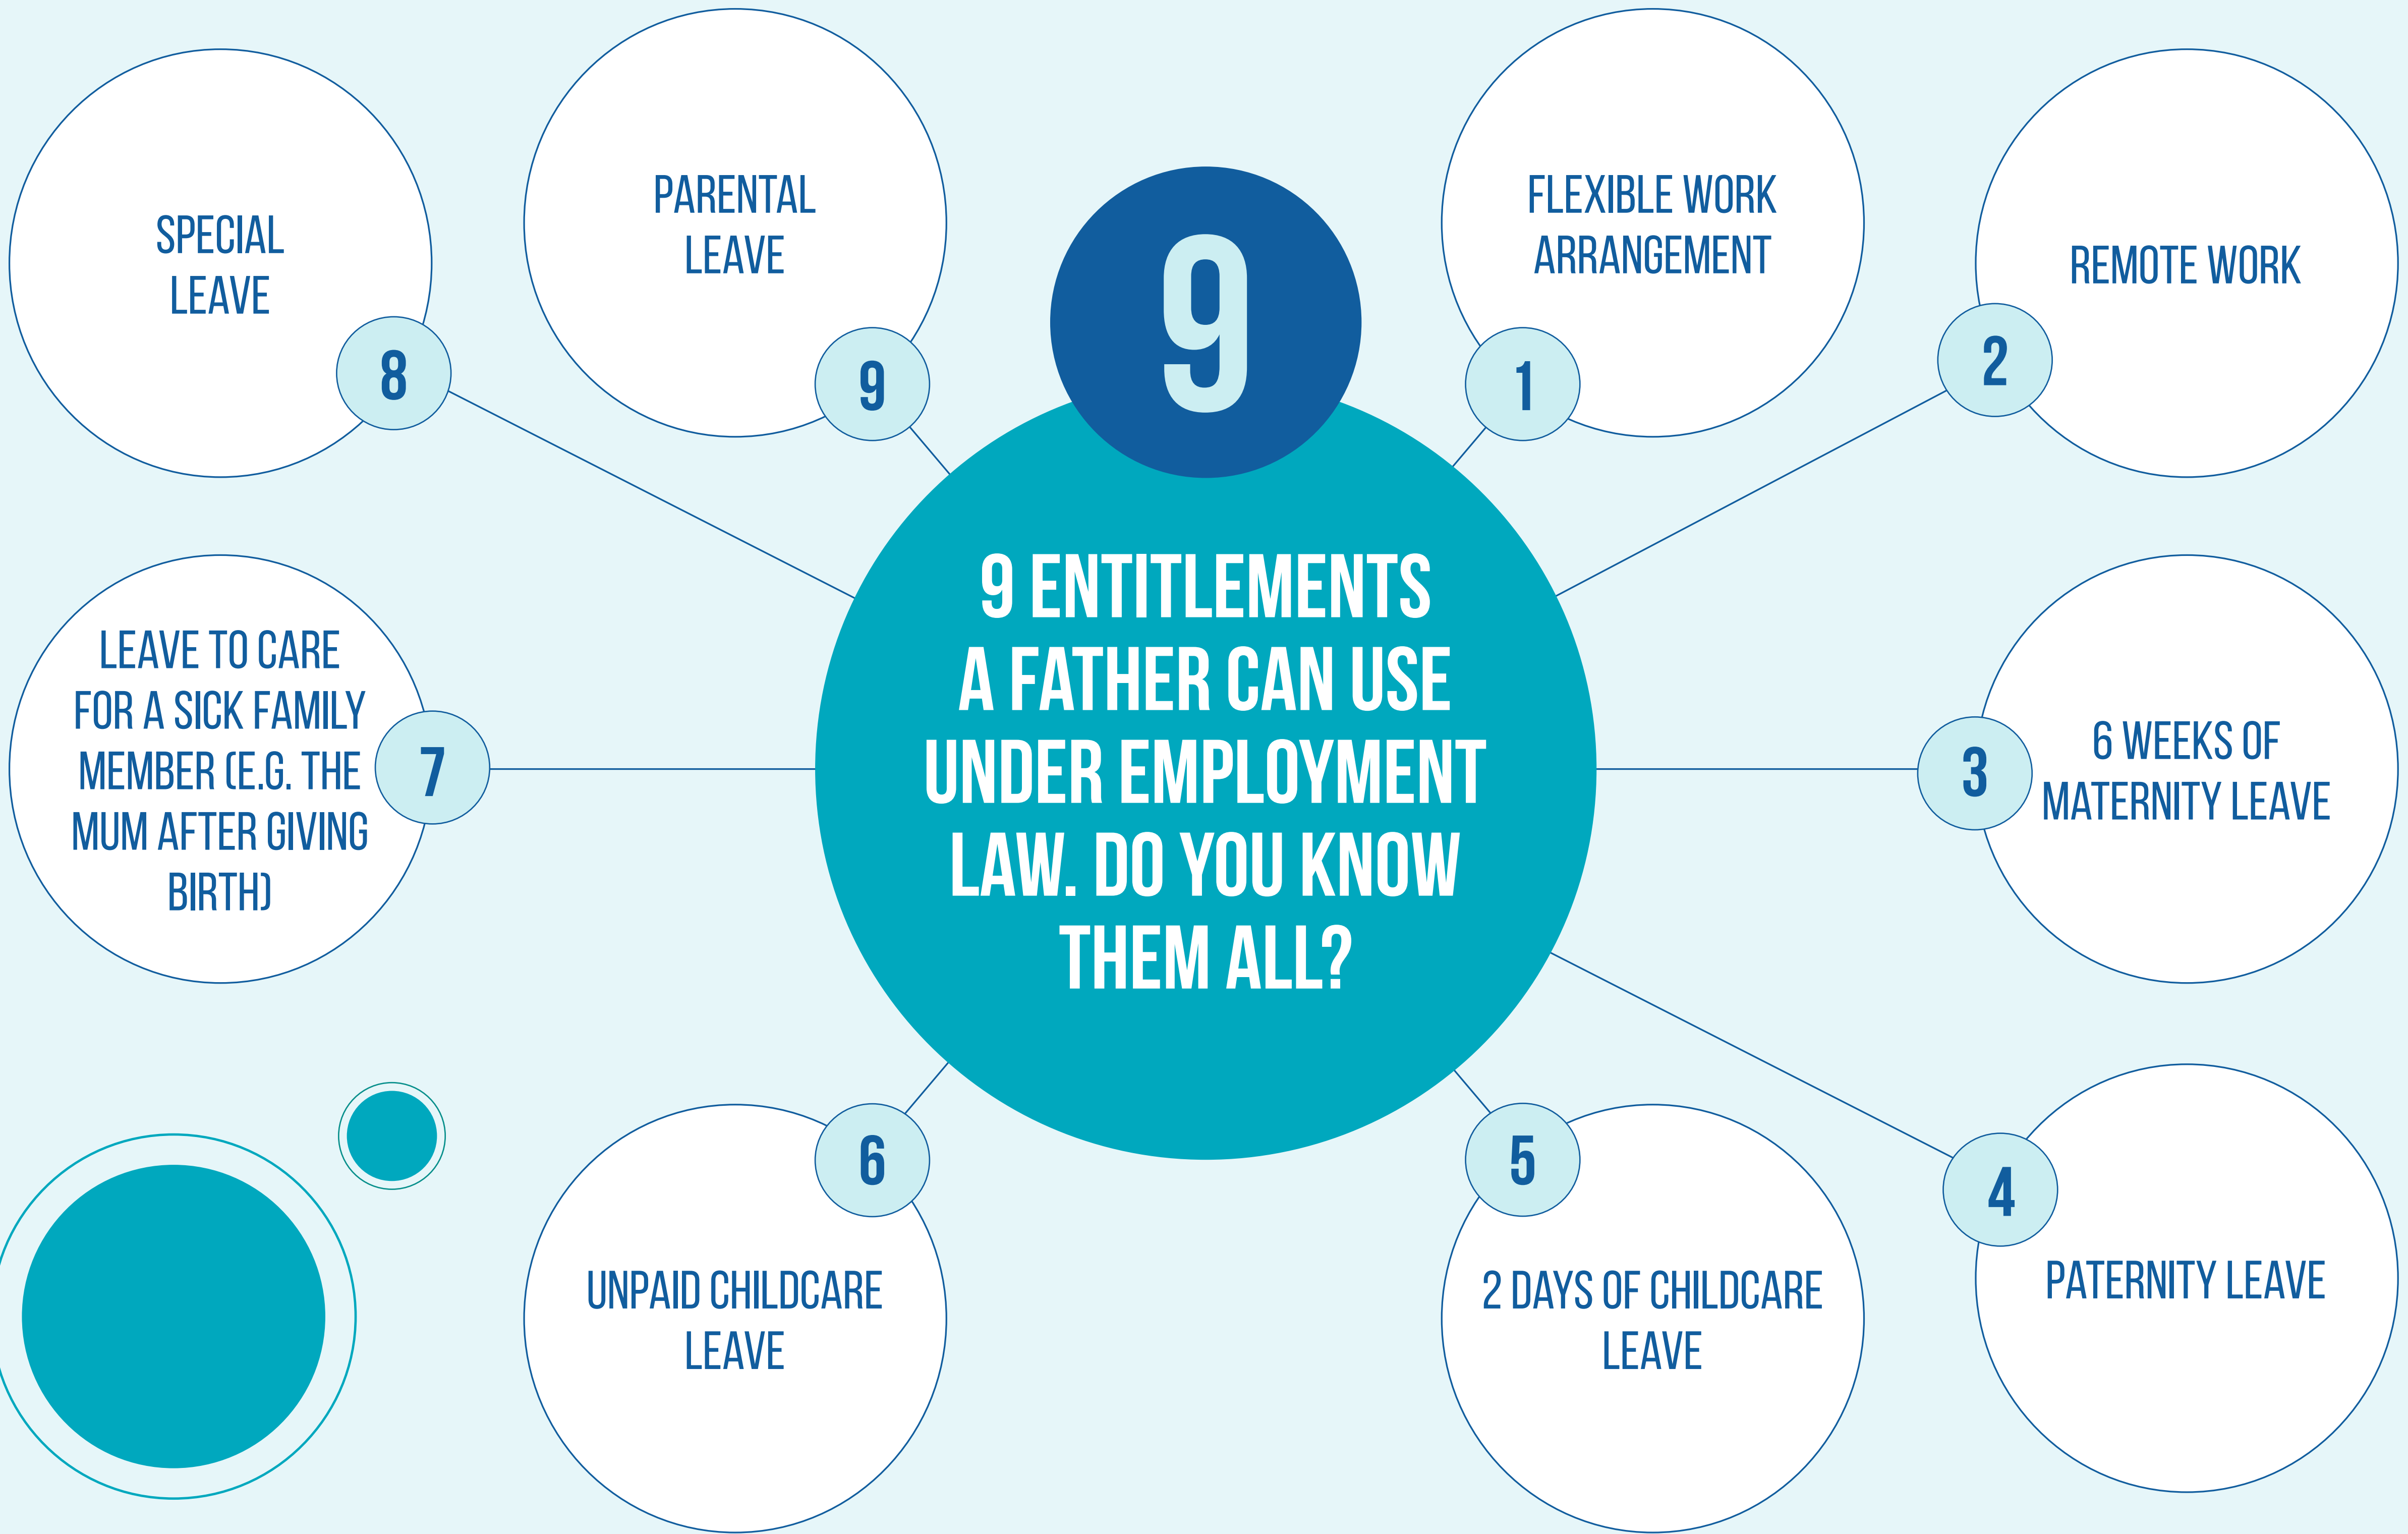 9
9 ENTITLEMENTS
A FATHER CAN USE
UNDER EMPLOYMENT
LAW. DO YOU KNOW
THEM ALL?
1
FLEXIBLE WORK
ARRANGEMENT
2
REMOTE WORK
3
6 WEEKS OF
MATERNITY LEAVE
4
PATERNITY LEAVE
5
2 DAYS OF CHILDCARE
LEAVE
6
UNPAID CHILDCARE
LEAVE
7
LEAVE TO CARE
FOR A SICK FAMILY
MEMBER (E.G. THE
MUM AFTER GIVING
BIRTH)
8
SPECIAL
LEAVE
9
PARENTAL
LEAVE